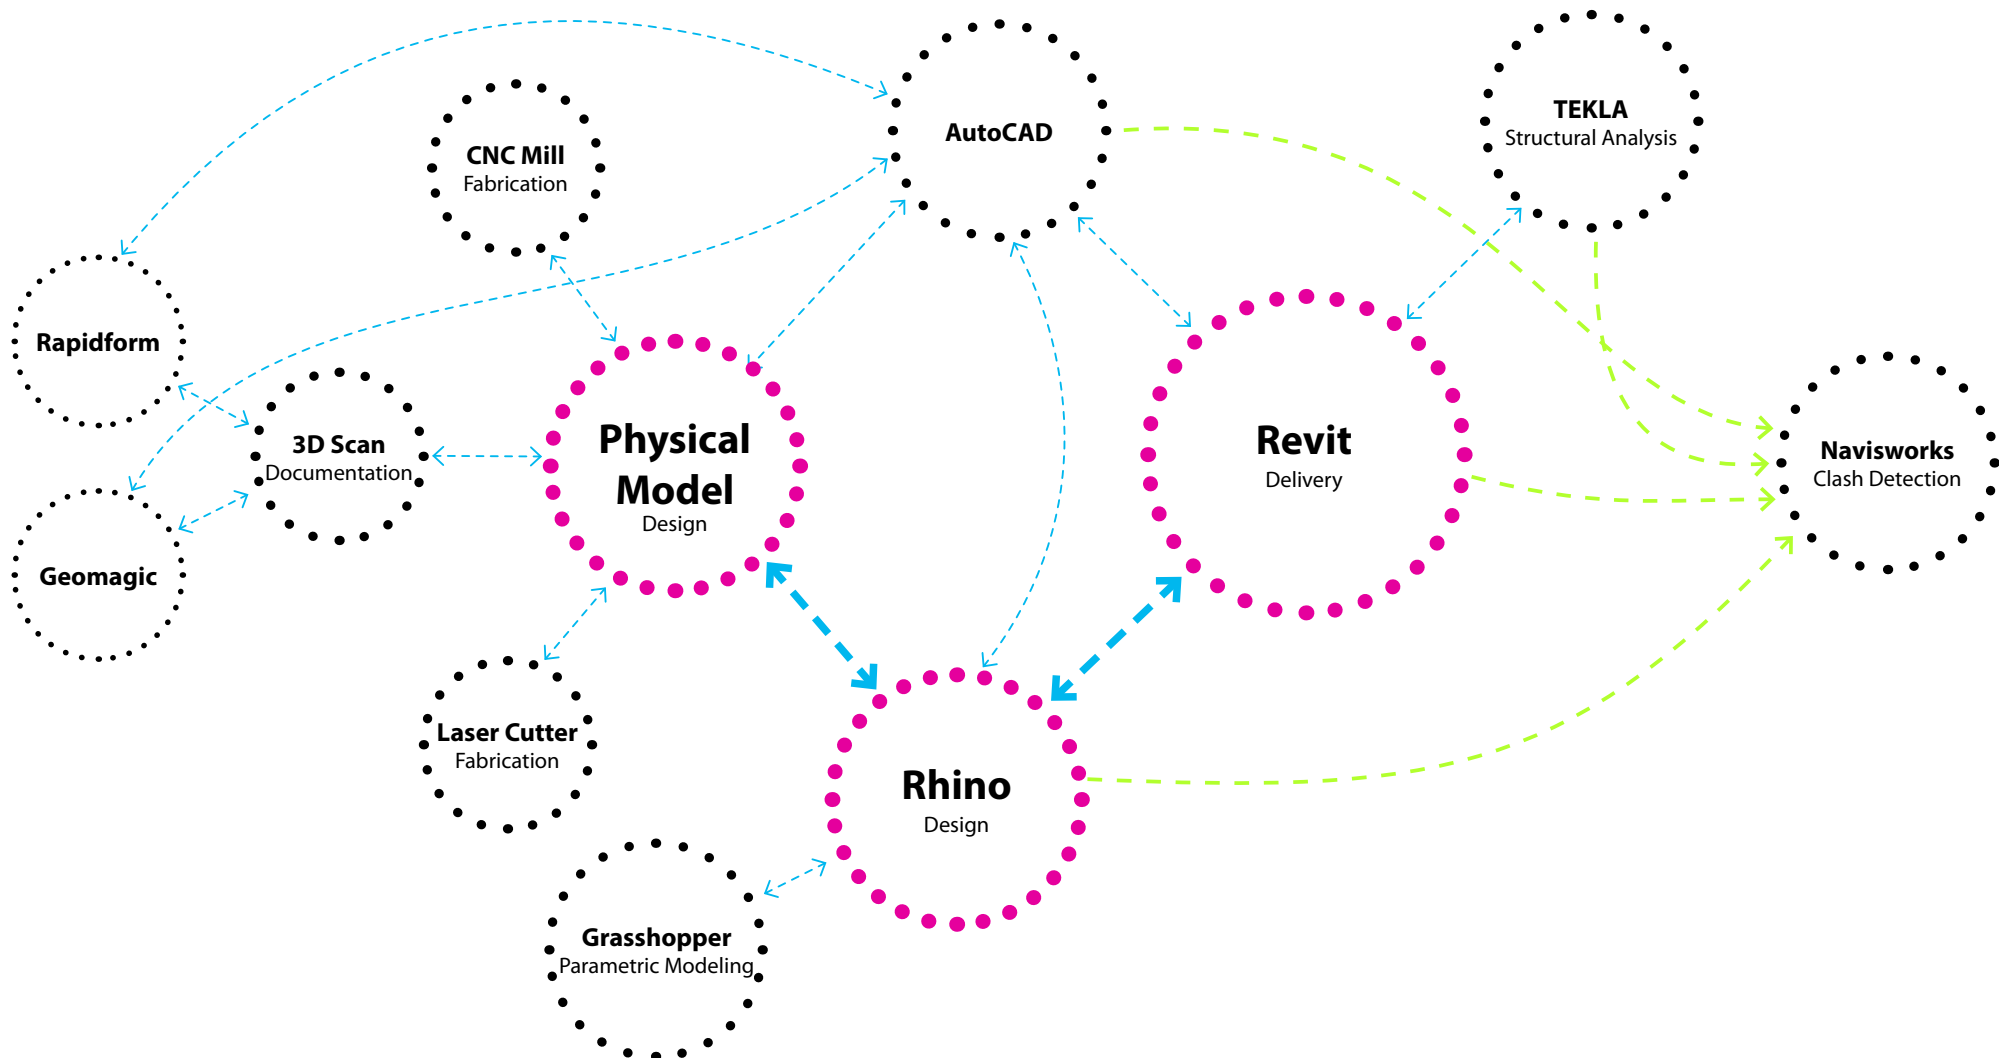 AutoCAD
TEKLA
Structural Analysis
CNC Mill
Fabrication
Rapidform
3D Scan
Documentation
Physical
Model
Design
Revit
Delivery
Navisworks
Clash Detection
Geomagic
Laser Cutter
Fabrication
Rhino
Design
Grasshopper
Parametric Modeling